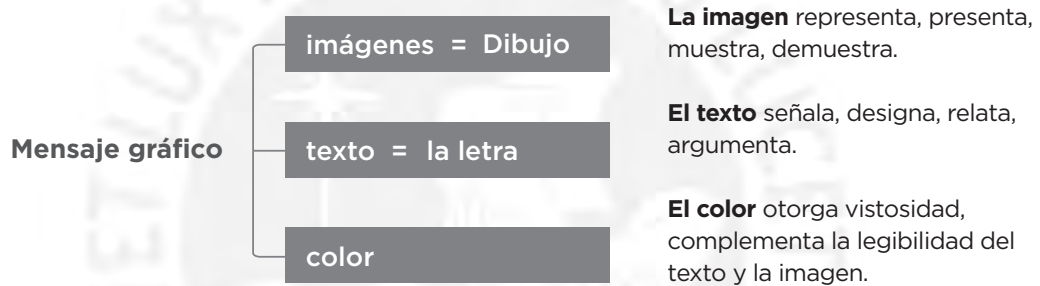 Mensaje gráfico
imágenes = Dibujo
La imagen representa, presenta,
muestra, demuestra.
texto = la letra
El texto señala, designa, relata,
argumenta.
color
El color otorga vistosidad,
complementa la legibilidad del
texto y la imagen.